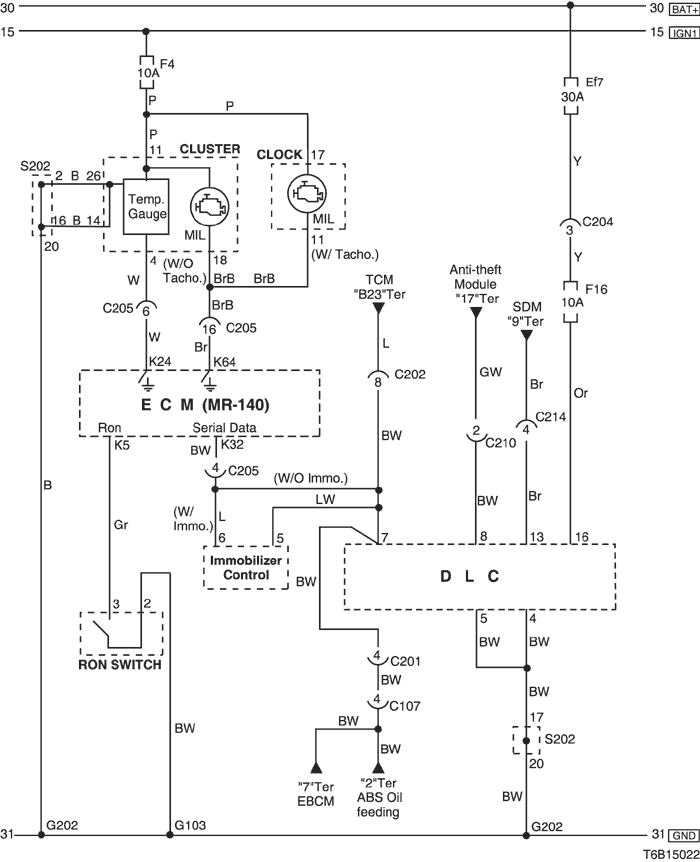 30 30 BAT+
15 15 IGN1
F4
10A
Ef7
30A
P
P
P
11
CLUSTER
CLOCK 17
S202
2 B 26
16 B 14
20
Temp.
Gauge
MIL
MIL
Y
C204
3
Y
4
(W/O
Tacho.)
18
11
(W/ Tacho.)
W
BrB BrB
BrB
C205
6
16
C205
W
Br
TCM
"B23"Ter
Anti-theft
Module
"17"Ter
SDM
"9"Ter
F16
10A
K24
K64
L
GW
C202
8
Br
Or
E C M (MR-140)
Ron
Serial Data
K5
K32
BW
4
C205
BW
2
C210
C214
4
B
(W/O Immo.)
LW
(W/
Immo.)
L
BW
Br
Gr
6
5
7
8
13
16
Immobilizer
Control
D L C
BW
3
2
RON SWITCH
5
4
BW
BW
4
C201
BW
4
C107
BW
17
S202
20
BW
BW
BW
"7"Ter
EBCM
"2"Ter
ABS Oil
feeding
BW
31 G202 G103 G202 31 GND
T6B15022